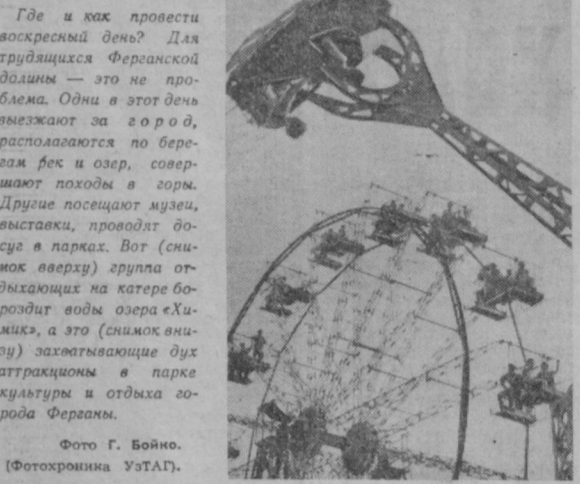 Где и как провести
воскресный день? Для
трудящихся Ферганской
долины — это не про-
блема. Одни в этот день
выезжают за город,
располагаются по бере-
гам рек и озер, совер-
шают походы в горы.
Другие посещают музеи,
выставки, проводят до-
суг в парках. Вот (сни-
мок вверху) группа от-
дыхающих на катере бо-
роздит воды озера «Хи-
мик», а это (снимок вни-
зу) захватывающие дух
аттракционы в парке
культуры и отдыха го-
рода Ферганы.
Фото Г. Бойко.
(Фотохроника УзТАГ).